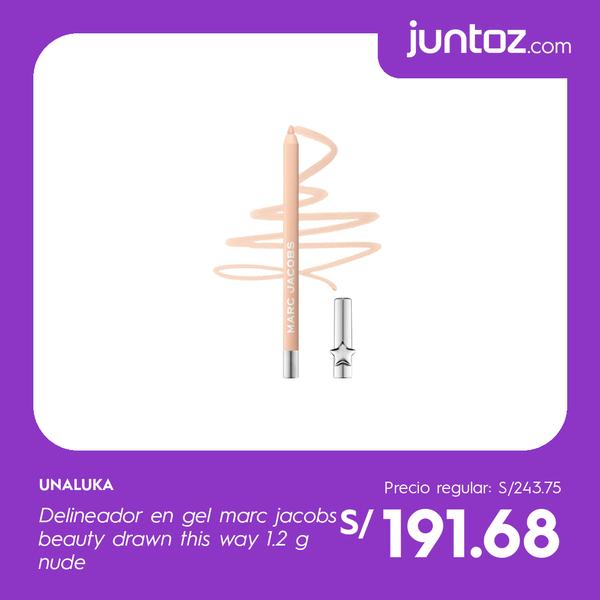 juntoz.com
MARC JACOBS
UNALUKA
Delineador en gel marc jacobs
beauty drawn this way 1.2 g
nude
Precio regular: S/243.75
S/191.68